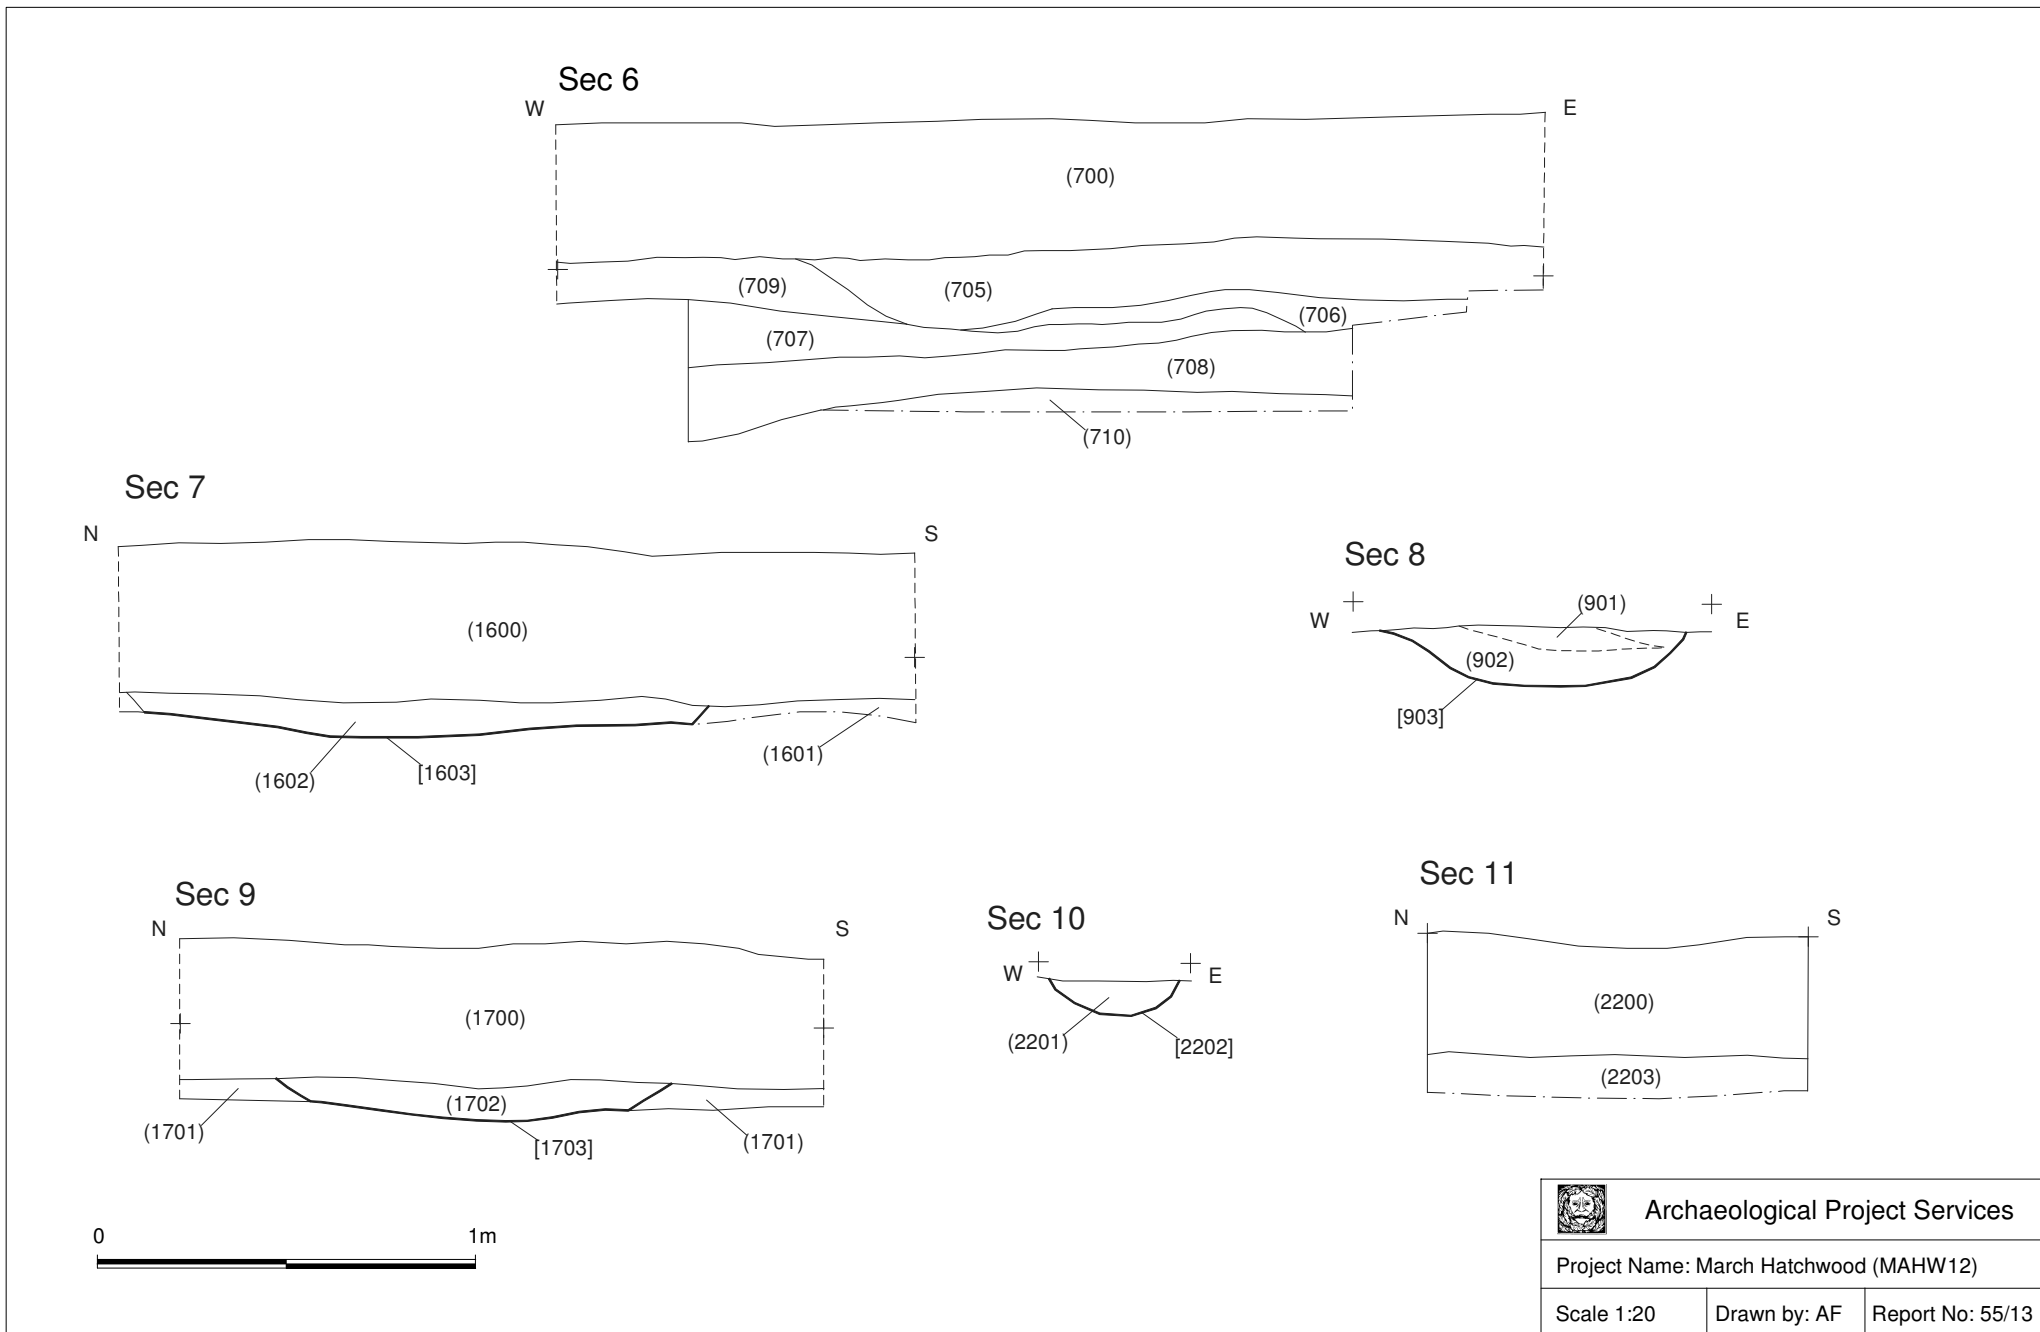 Sec 6
W
E
(700)
(709)
(705)
(706)
(707)
(708)
(710)
Sec 7
N
S
(1600)
(1601)
(1602)
[1603]
Sec 8
W
E
(901)
(902)
[903]
Sec 9
N
S
(1700)
(1702)
(1701)
[1703]
(1701)
Sec 10
W
E
(2201)
[2202]
Sec 11
N
S
(2200)
(2203)
0 1m
Archaeological Project Services
Project Name: March Hatchwood (MAHW12)
Scale 1:20 Drawn by: AF Report No: 55/13